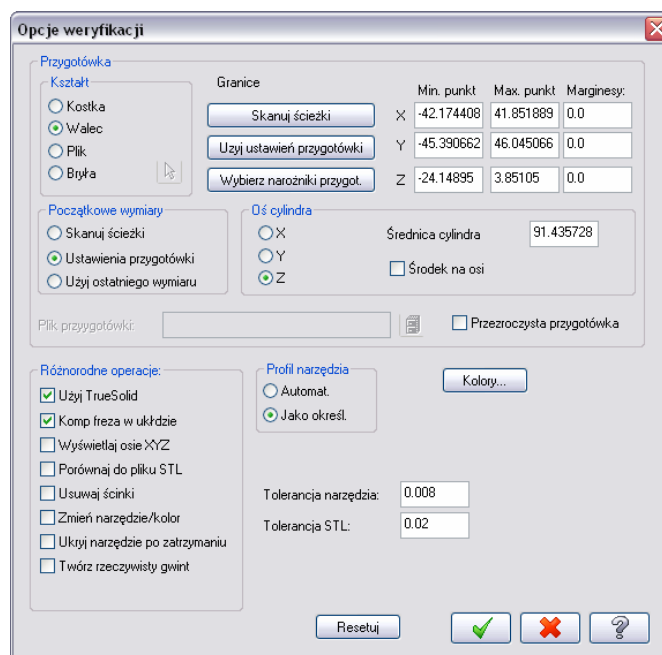 Opcje weryfikacji
Przygotówka
Kształt
Kostka
Walec
Plik
Bryła
Granice
Skanuj ścieżki
Uzyj ustawień przygotówki
Wybierz narożniki przygot.
Min. punkt Max. punkt Marginesy:
X -42.174408 41.851889 0.0
Y -45.390662 46.045066 0.0
Z -24.14895 3.85105 0.0
Początkowe wymiary
Skanuj ścieżki
Ustawienia przygotówki
Użyj ostatniego wymiaru
Oś cylindra
X
Y
Z
Średnica cylindra 91.435728
Środek na osi
Plik przyygotówki:
Przezroczysta przygotówka
Różnorodne operacje:
Użyj TrueSolid
Komp freza w ukłdzie
Wyświetlaj osie XYZ
Porównaj do pliku STL
Usuwaj ścinki
Zmień narzędzie/kolor
Ukryj narzędzie po zatrzymaniu
Twórz rzeczywisty gwint
Profil narzędzia
Automat.
Jako określ.
Kolory...
Tolerancja narzędzia: 0.008
Tolerancja STL: 0.02
Resetuj